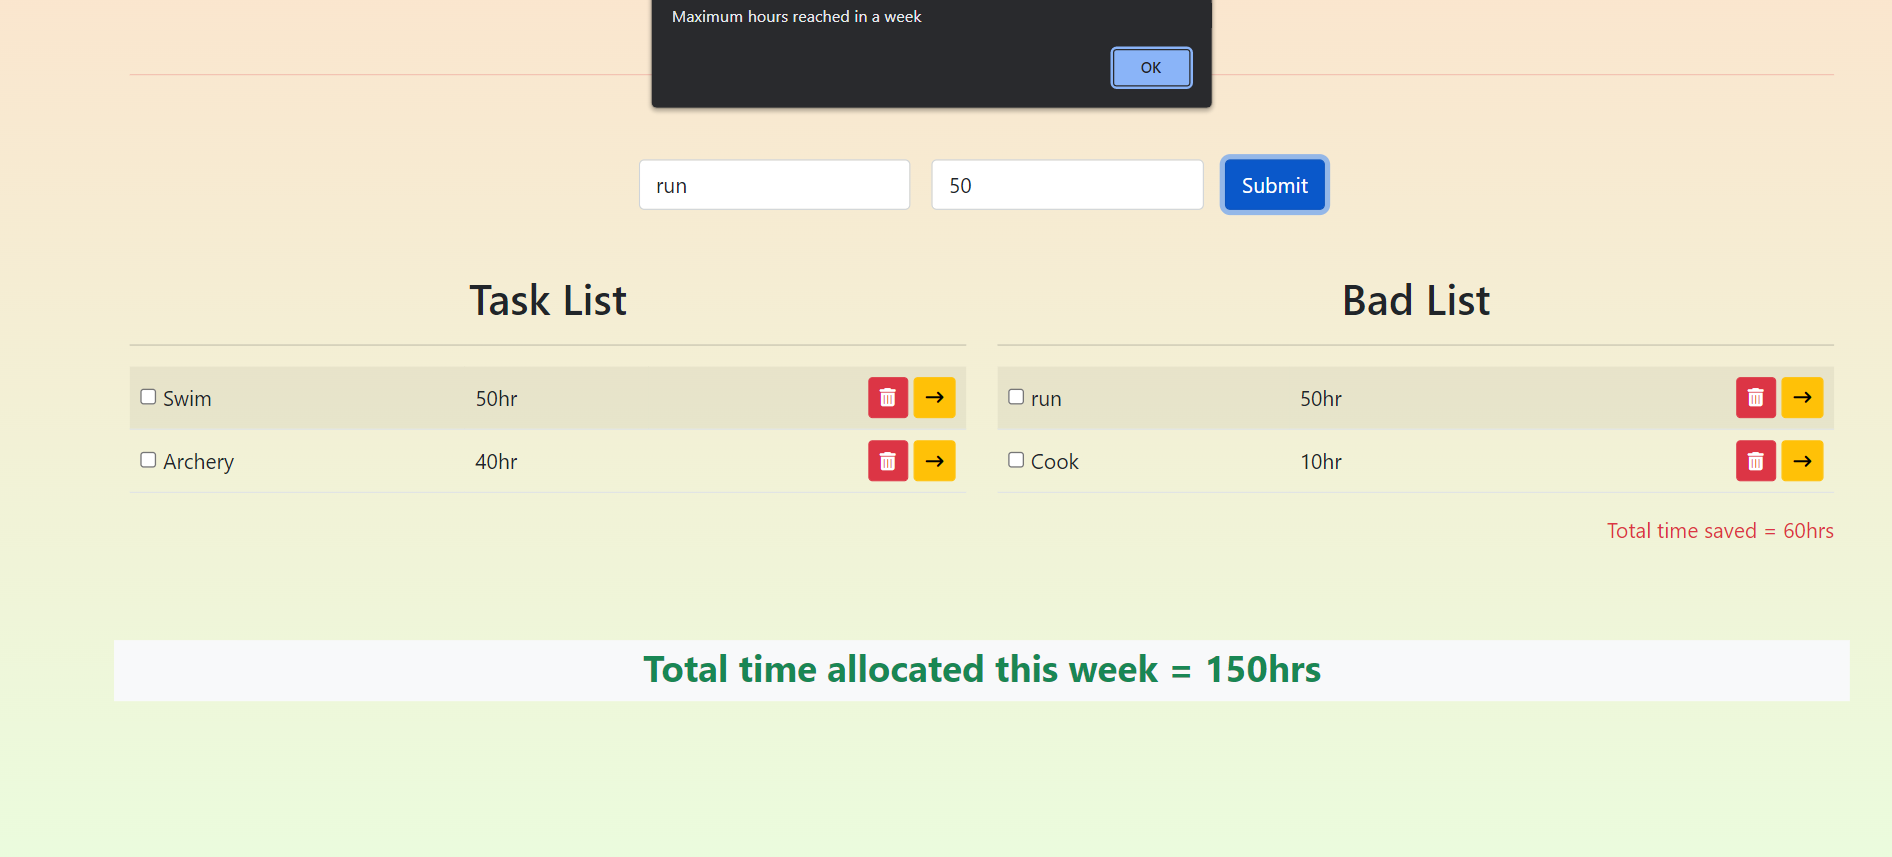 Maximum hours reached in a week
OK
run 50 Submit
Task List
Swim 50hr
Archery 40hr
Bad List
run 50hr
Cook 10hr
Total time saved = 60hrs
Total time allocated this week = 150hrs